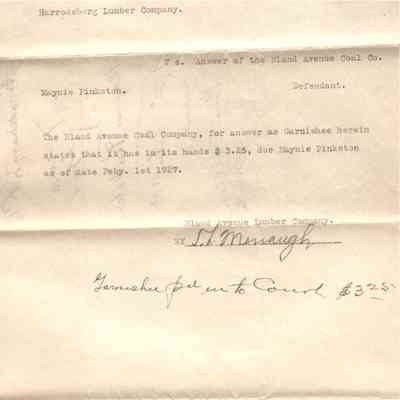 Harrodsburg Lumber Company.
Vs. Answer of the Bland Avenue Coal Co.
Maynie Pinkston. Defendant.
The Bland Avenue Coal Company, for answer as Garnishee herein
states that it has in its hands $ 3.25, due Maynie Pinkston
as of date Feby. 1st 1927.
Bland Avenue Lumber Company.
BY
Garnishee pd into Court $3 25